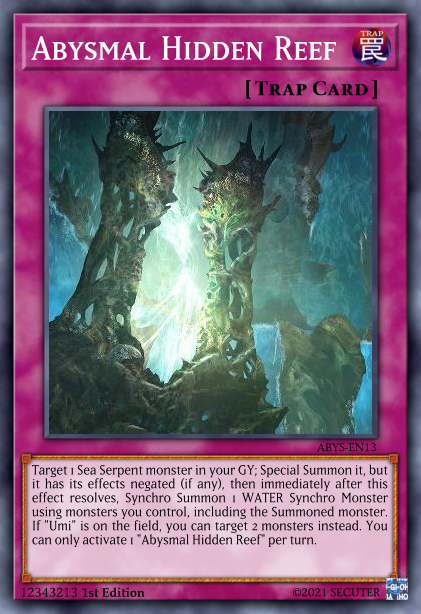 Abysmal Hidden Reef
TRAP
罠
[Trap Card]
ABYS-EN13
Target 1 Sea Serpent monster in your GY; Special Summon it, but
it has its effects negated (if any), then immediately after this
effect resolves, Synchro Summon 1 WATER Synchro Monster
using monsters you control, including the Summoned monster.
If "Umi" is on the field, you can target 2 monsters instead. You
can only activate 1 "Abysmal Hidden Reef" per turn.
12343213 1st Edition
©2021 SECUTER